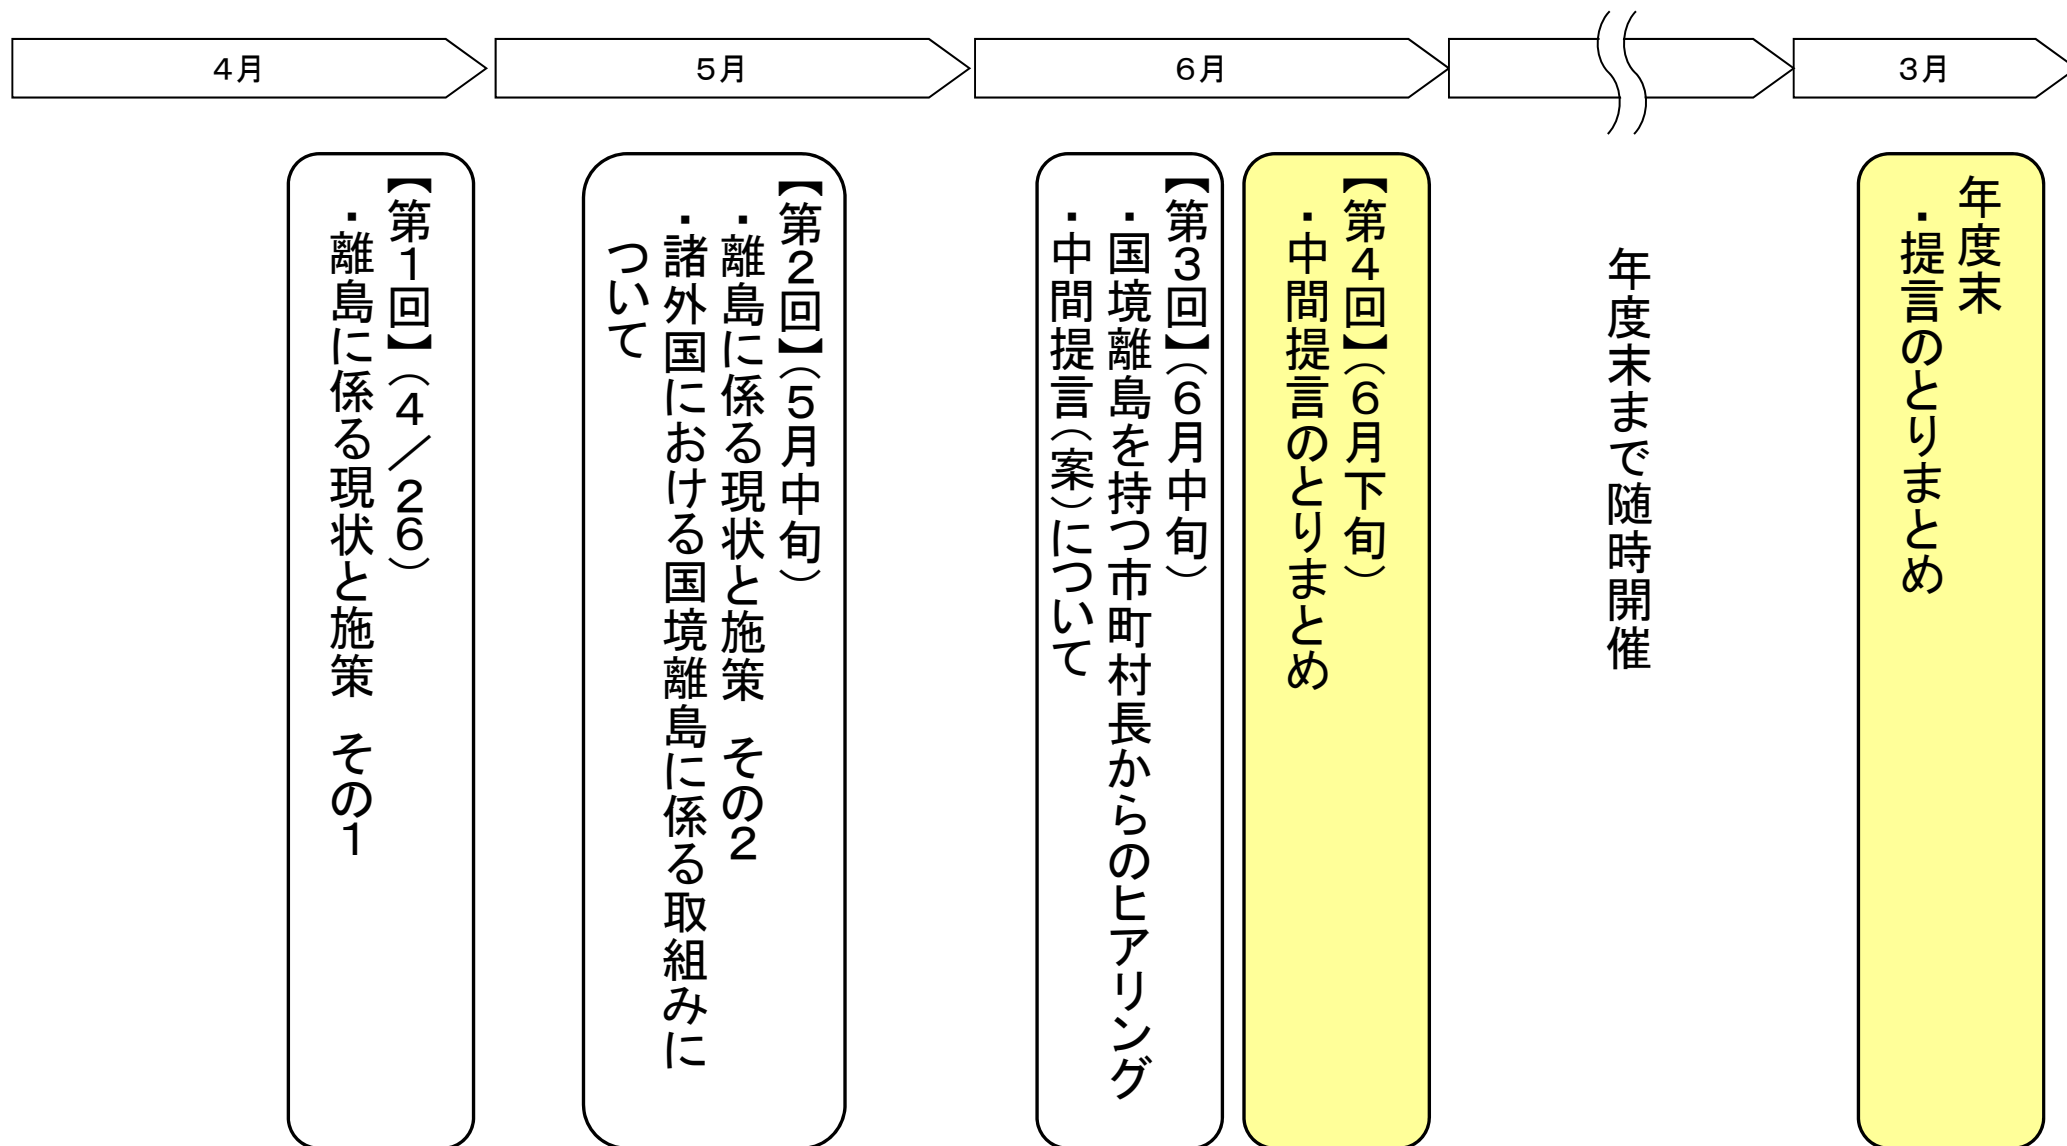 ４月
５月
６月
３月
【第１回】（４／２６）
・離島に係る現状と施策　その１
【第２回】（５月中旬）
・離島に係る現状と施策　その２
・諸外国における国境離島に係る取組みに
ついて
【第３回】（６月中旬）
・国境離島を持つ市町村長からのヒアリング
・中間提言（案）について
【第４回】（６月下旬）
・中間提言のとりまとめ
年度末まで随時開催
年度末
・提言のとりまとめ